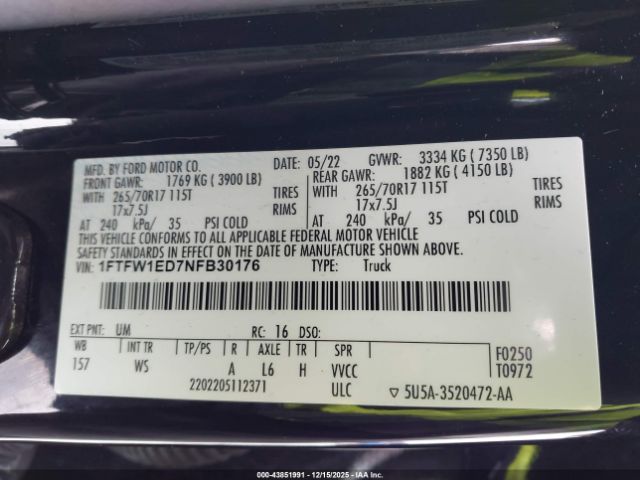 MFD. BY FORD MOTOR CO.
DATE: 05/22 GVWR: 3334 KG ( 7350 LB)
FRONT GAWR: 1769 KG ( 3900 LB)
REAR GAWR: 1882 KG ( 4150 LB)
WITH 265/70R17 115T TIRES
WITH 265/70R17 115T TIRES
17x7.5J RIMS
17x7.5J RIMS
AT 240 kPa/ 35 PSI COLD
AT 240 kPa/ 35 PSI COLD
THIS VEHICLE CONFORMS TO ALL APPLICABLE FEDERAL MOTOR VEHICLE
SAFETY STANDARDS IN EFFECT ON THE DATE OF MANUFACTURE SHOWN ABOVE.
VIN: 1FTFW1ED7NFB30176 TYPE: Truck
EXT PNT: UM RC: 16 DSO:
WB INT TR TP/PS R AXLE TR SPR
157 WS A L6 H VVCC
2202205112371 ULC
F0250
T0972
▽ 5U5A-3520472-AA
00-43851991 - 12/15/2025 - IAAI